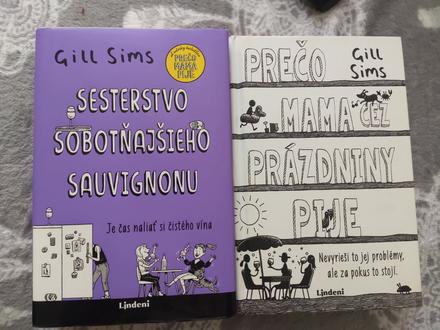 Gill Sims
PREČO
MAMA
PIJE
SESTERSTVO
SOBOTŇAJŠIEHO
SAUVIGNONU
Je čas naliať si čistého vína
Lindeni
PREČO
Gill
Sims
MAMA CEZ
PRÁZDNINY
PIJE
Nevyrieši to jej problémy,
ale za pokus to stojí.
Lindeni